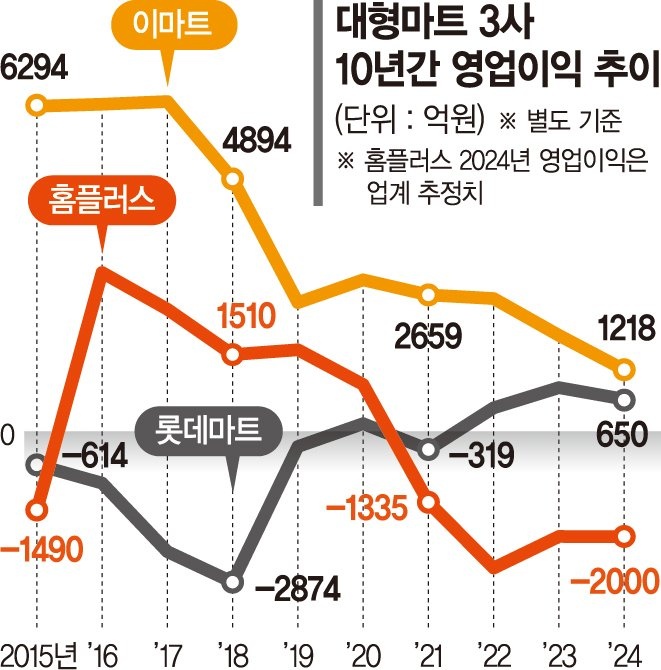 대형마트 3사
10년간 영업이익 추이
(단위 : 억원) ※ 별도 기준
※ 홈플러스 2024년 영업이익은
업계 추정치
이마트
6294
4894
2659
1218
홈플러스
−1490
1510
−1335
−2000
롯데마트
−614
−2874
−319
650
0
2015년 ’16 ’17 ’18 ’19 ’20 ’21 ’22 ’23 ’24